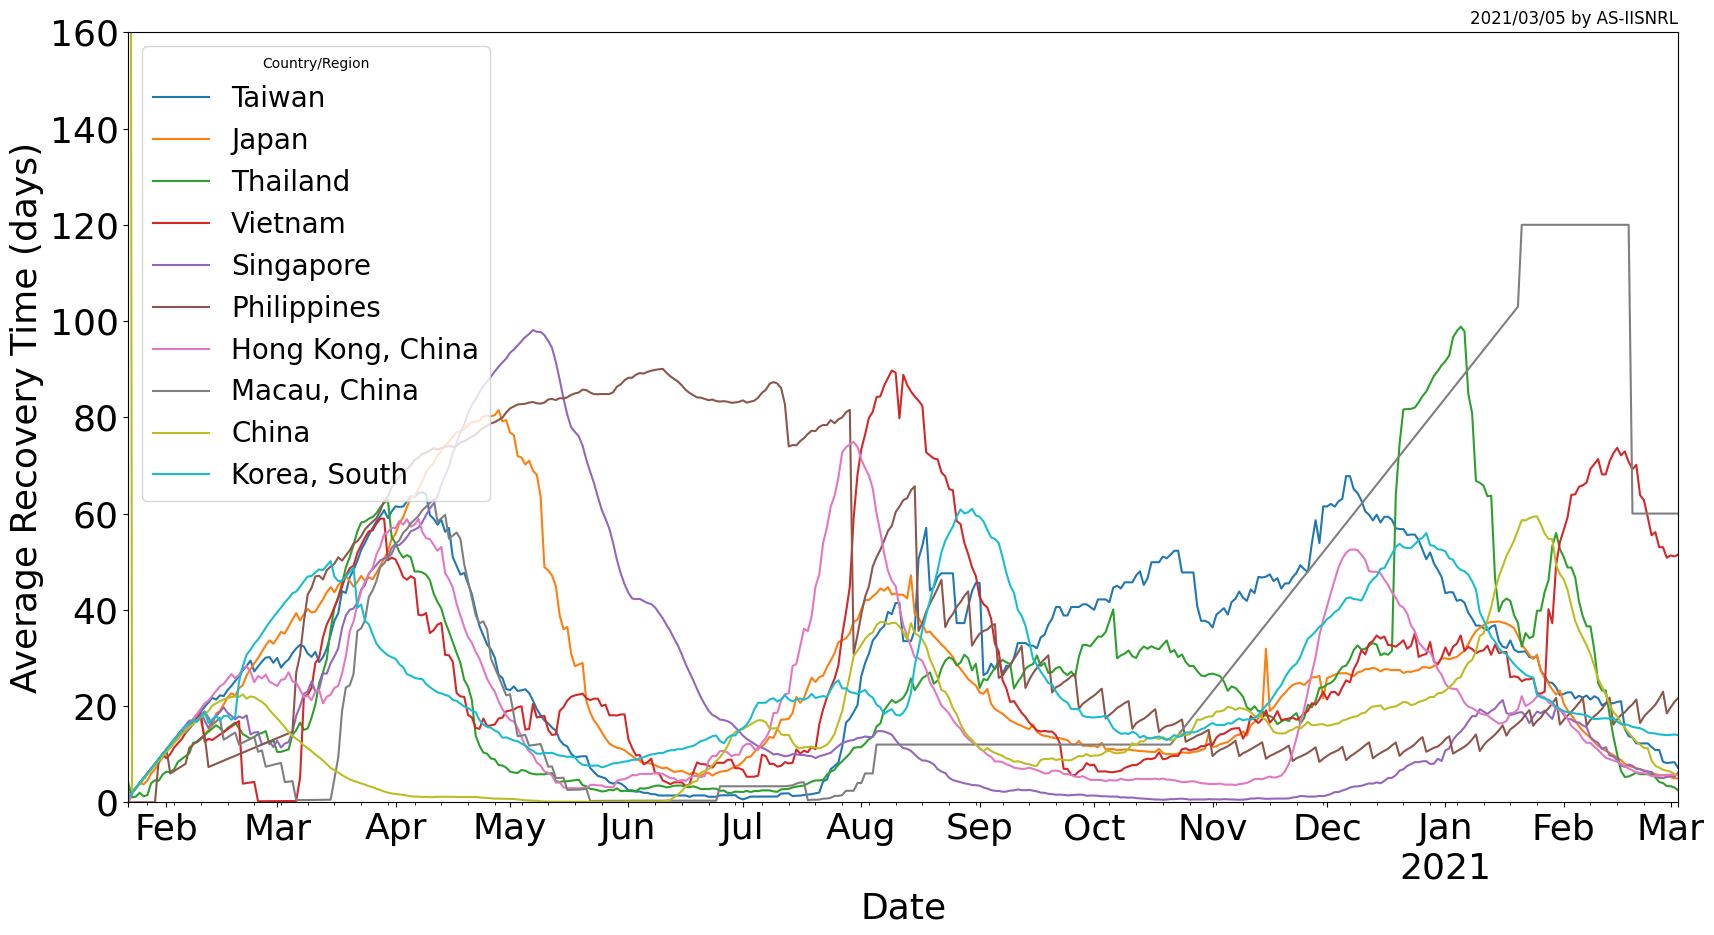 2021/03/05 by AS-IISNRL
Average Recovery Time (days)
160
140
120
100
80
60
40
20
0
Country/Region
Taiwan
Japan
Thailand
Vietnam
Singapore
Philippines
Hong Kong, China
Macau, China
China
Korea, South
Feb Mar Apr May Jun Jul Aug Sep Oct Nov Dec Jan Feb Mar
2021
Date